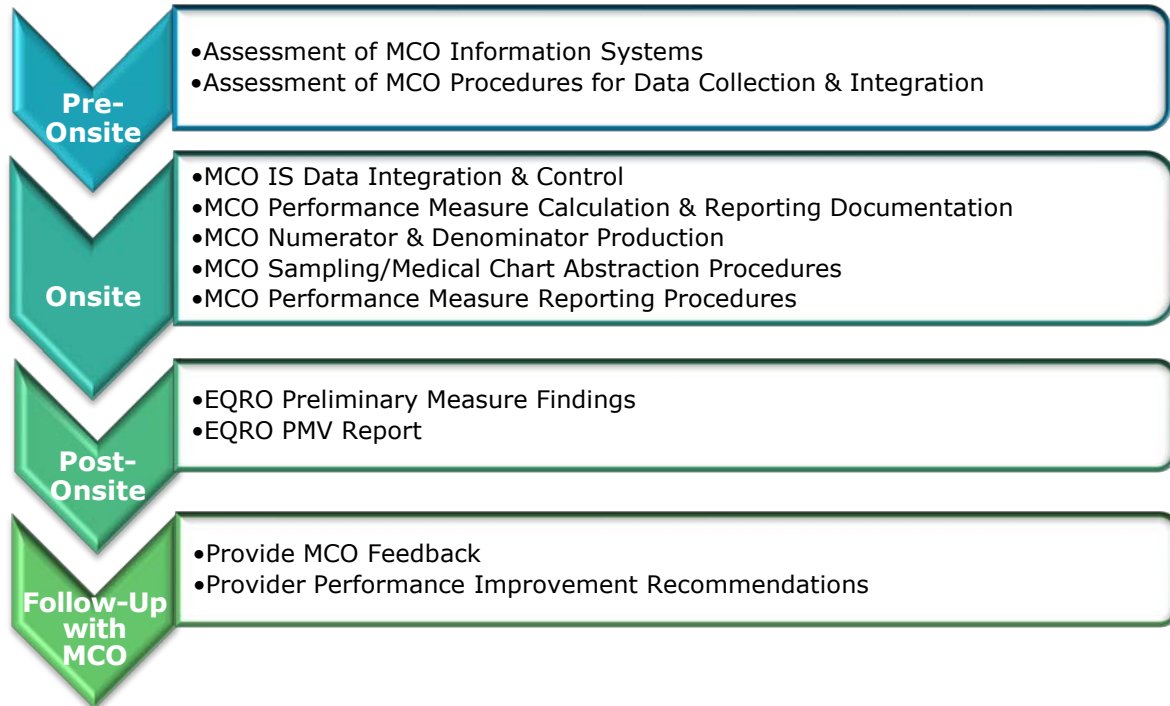 Pre-
Onsite
•Assessment of MCO Information Systems
•Assessment of MCO Procedures for Data Collection & Integration
Onsite
•MCO IS Data Integration & Control
•MCO Performance Measure Calculation & Reporting Documentation
•MCO Numerator & Denominator Production
•MCO Sampling/Medical Chart Abstraction Procedures
•MCO Performance Measure Reporting Procedures
Post-
Onsite
•EQRO Preliminary Measure Findings
•EQRO PMV Report
Follow-Up
with
MCO
•Provide MCO Feedback
•Provider Performance Improvement Recommendations